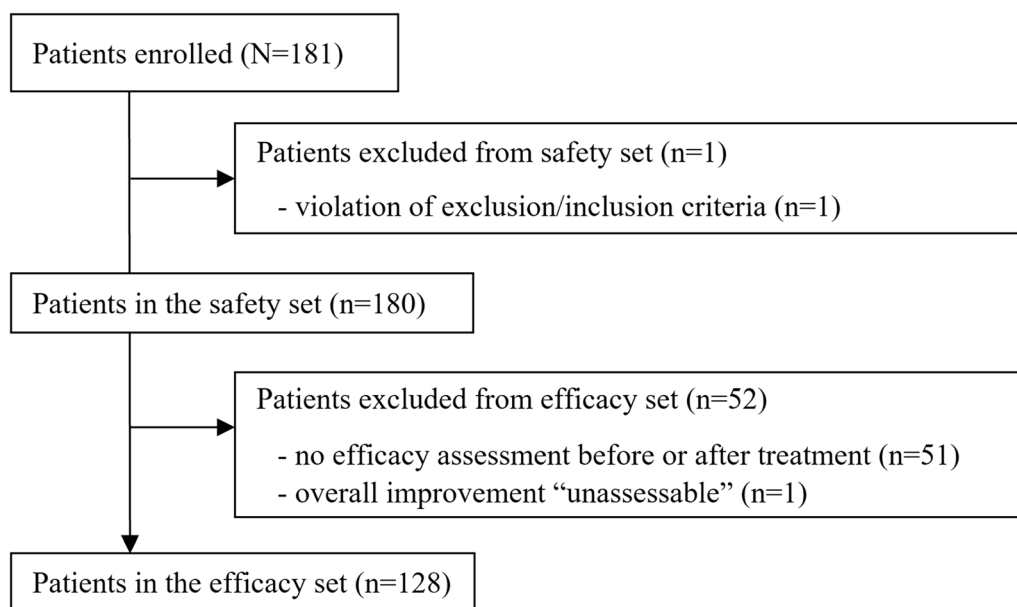 Patients enrolled (N=181)
Patients excluded from safety set (n=1)
- violation of exclusion/inclusion criteria (n=1)
Patients in the safety set (n=180)
Patients excluded from efficacy set (n=52)
- no efficacy assessment before or after treatment (n=51)
- overall improvement “unassessable” (n=1)
Patients in the efficacy set (n=128)